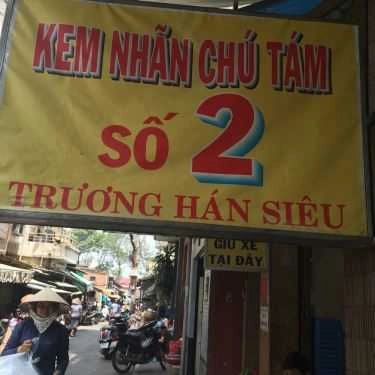 KEM NHÃN CHÚ TÁM
SỐ 2
TRƯƠNG HÁN SIÊU
GIỮ XE
TẠI ĐÂY